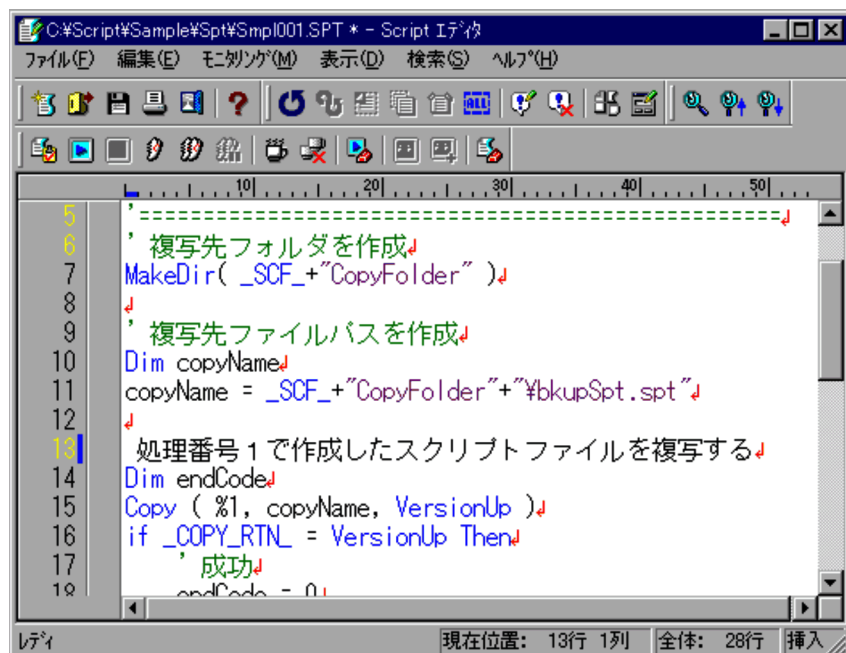 C:¥Script¥Sample¥Spt¥Smpl001.SPT * - Script ｴﾃﾞｨﾀ
ﾌｧｲﾙ(F) 編集(E) ﾓﾆﾀﾘﾝｸﾞ(M) 表示(D) 検索(S) ﾍﾙﾌﾟ(H)
ALL
10 20 30 40 50
5 '================================================
6 ' 複写先フォルダを作成
7 MakeDir( _SCF_+"CopyFolder" )
8
9 ' 複写先ファイルパスを作成
10 Dim copyName
11 copyName = _SCF_+"CopyFolder"+"¥bkupSpt.spt"
12
13 処理番号１で作成したスクリプトファイルを複写する
14 Dim endCode
15 Copy ( %1, copyName, VersionUp )
16 if _COPY_RTN_ = VersionUp Then
17 ' 成功
18 endCode = 0
ﾚﾃﾞｨ 現在位置: 13行 1列 全体: 28行 挿入